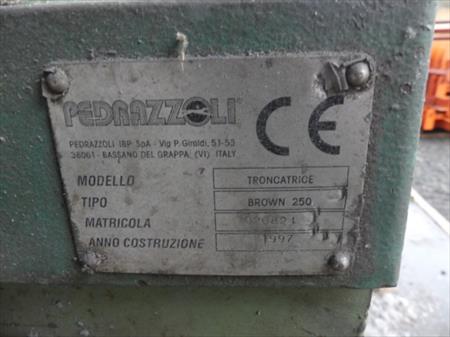 PEDRAZZOLI
CE
PEDRAZZOLI IBP SpA - Via P. Giraldi, 51-53
36061 - BASSANO DEL GRAPPA (VI) ITALY
MODELLO TRONCATRICE
TIPO BROWN 250
MATRICOLA
ANNO COSTRUZIONE 1997